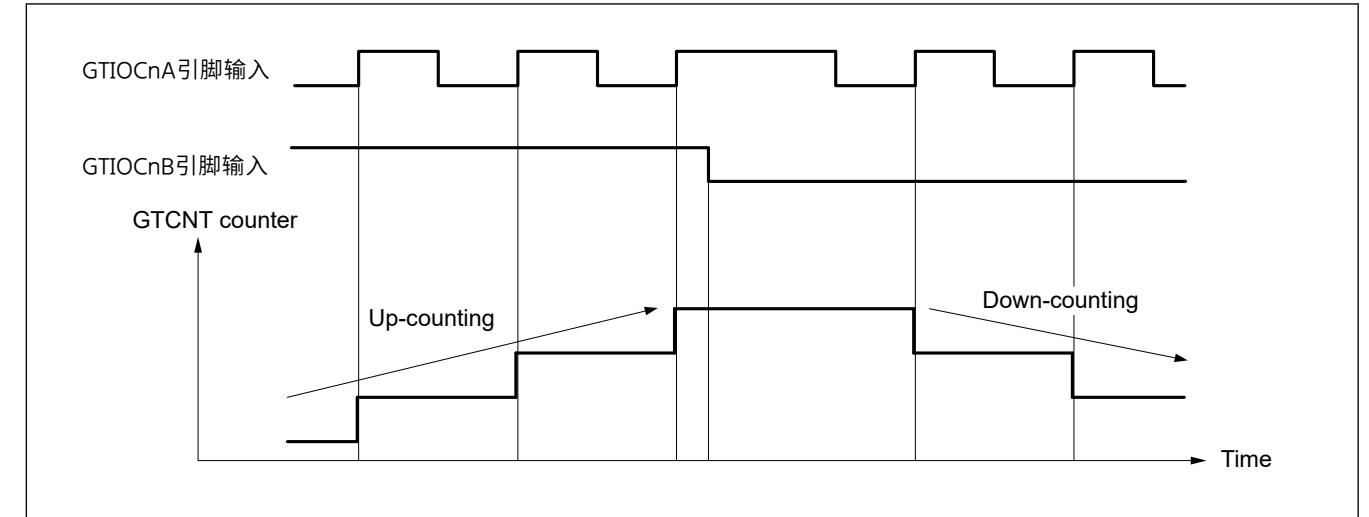 GTIOCnA引脚输入
GTIOCnB引脚输入
GTCNT counter
Up-counting
Down-counting
Time